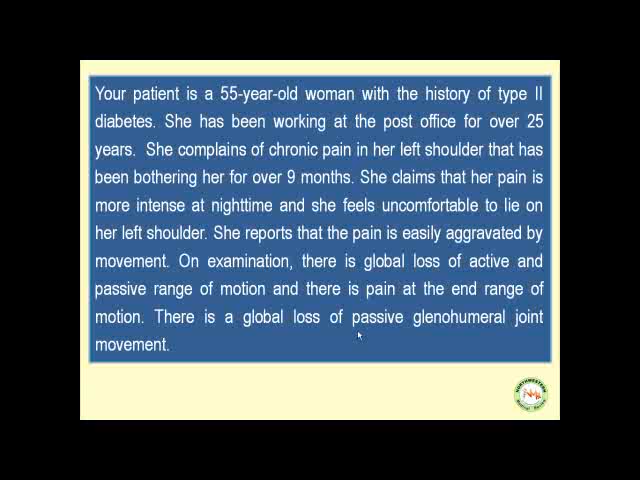 Your patient is a 55-year-old woman with the history of type II
diabetes. She has been working at the post office for over 25
years. She complains of chronic pain in her left shoulder that has
been bothering her for over 9 months. She claims that her pain is
more intense at nighttime and she feels uncomfortable to lie on
her left shoulder. She reports that the pain is easily aggravated by
movement. On examination, there is global loss of active and
passive range of motion and there is pain at the end range of
motion. There is a global loss of passive glenohumeral joint
movement.